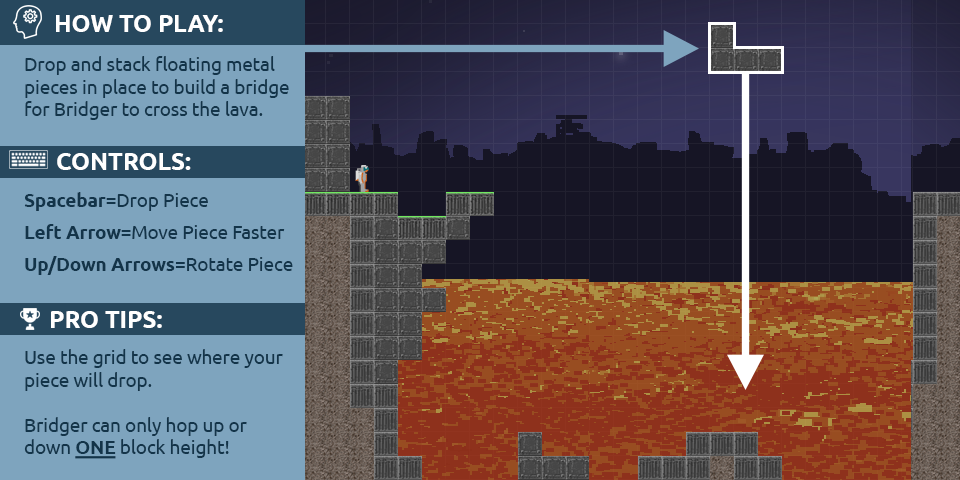 HOW TO PLAY:
Drop and stack floating metal
pieces in place to build a bridge
for Bridger to cross the lava.
CONTROLS:
Spacebar=Drop Piece
Left Arrow=Move Piece Faster
Up/Down Arrows=Rotate Piece
PRO TIPS:
Use the grid to see where your
piece will drop.
Bridger can only hop up or
down ONE block height!